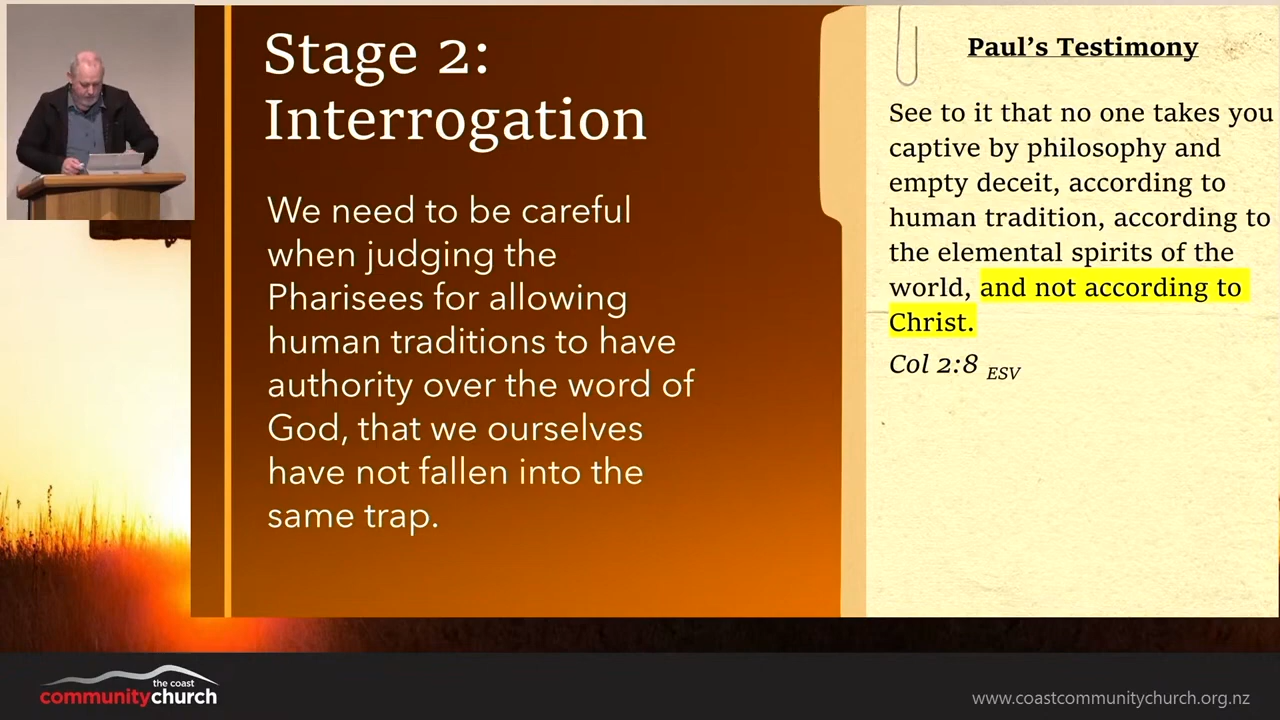 Stage 2:
Interrogation
We need to be careful
when judging the
Pharisees for allowing
human traditions to have
authority over the word of
God, that we ourselves
have not fallen into the
same trap.
Paul’s Testimony
See to it that no one takes you
captive by philosophy and
empty deceit, according to
human tradition, according to
the elemental spirits of the
world, and not according to
Christ.
Col 2:8 ESV
the coast
communitychurch
www.coastcommunitychurch.org.nz